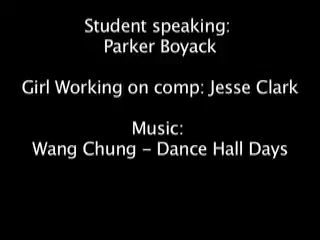 Student speaking:
Parker Boyack
Girl Working on comp: Jesse Clark
Music:
Wang Chung - Dance Hall Days